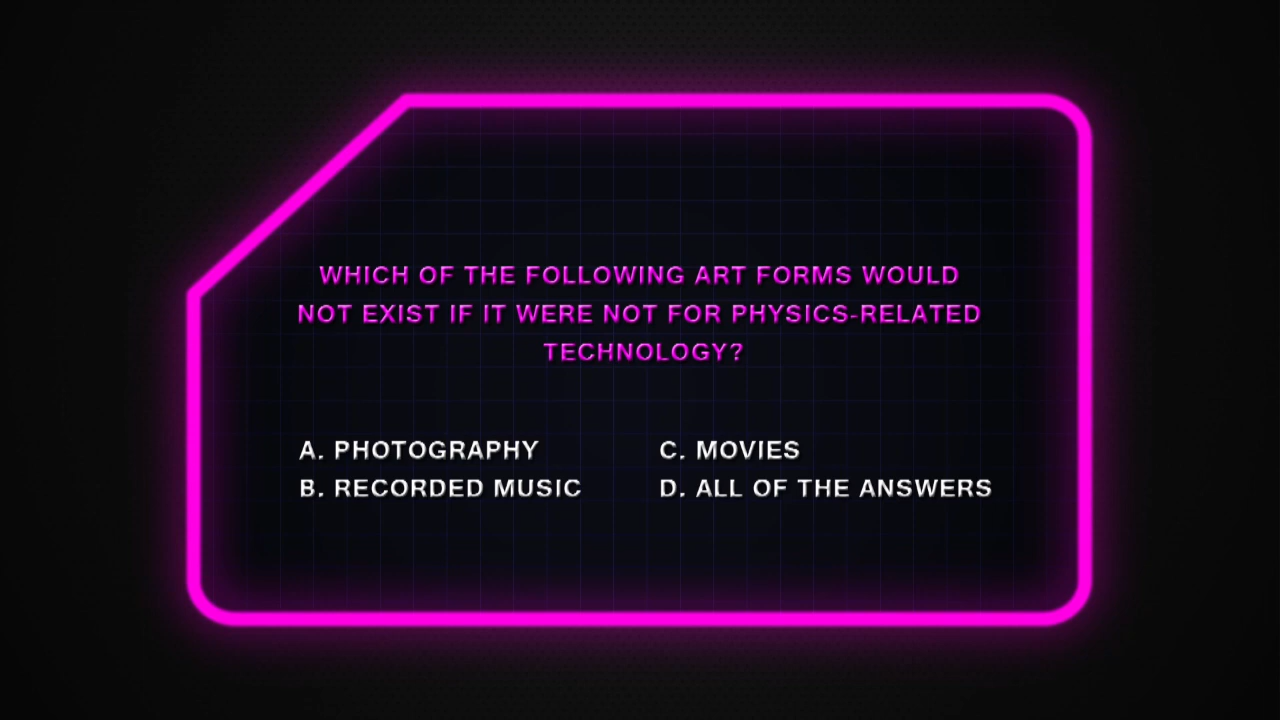 WHICH OF THE FOLLOWING ART FORMS WOULD
NOT EXIST IF IT WERE NOT FOR PHYSICS-RELATED
TECHNOLOGY?
A. PHOTOGRAPHY
B. RECORDED MUSIC
C. MOVIES
D. ALL OF THE ANSWERS